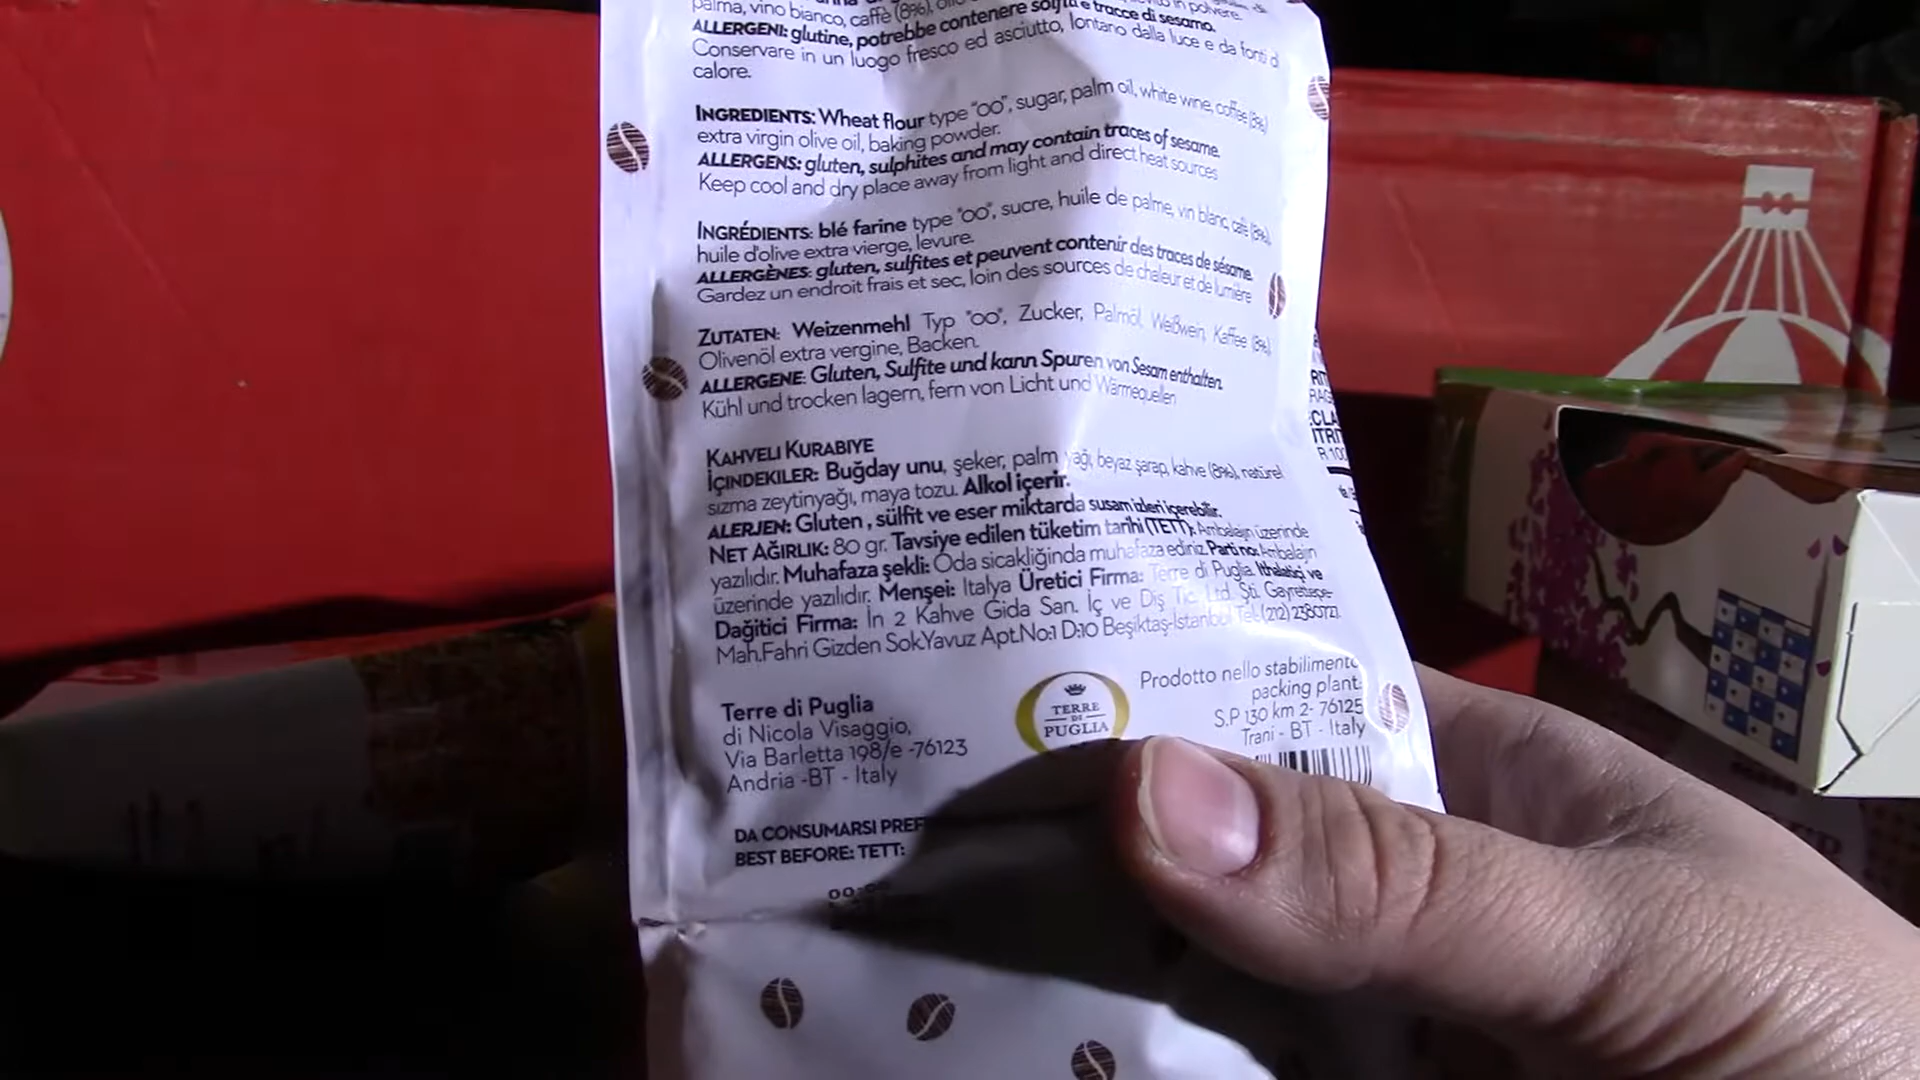 palma, vino bianco, caffè (8%),
in polvere.
ALLERGENI: glutine, potrebbe contenere solfiti e tracce di sesamo.
Conservare in un luogo fresco ed asciutto, lontano dalla luce e da fonti d
calore.
INGREDIENTS: Wheat flour type "00", sugar, palm oil, white wine, coffee (8%)
extra virgin olive oil, baking powder.
ALLERGENS: gluten, sulphites and may contain traces of sesame.
Keep cool and dry place away from light and direct heat sources
INGRÉDIENTS: blé farine type "00", sucre, huile de palme, vin blanc, café (8%),
huile d'olive extra vierge, levure.
ALLERGÈNES: gluten, sulfites et peuvent contenir des traces de sésame.
Gardez un endroit frais et sec, loin des sources de chaleur et de lumière
ZUTATEN: Weizenmehl Typ "00", Zucker, Palmöl, Weißwein, Kaffee (8%),
Olivenöl extra vergine, Backen.
ALLERGENE: Gluten, Sulfite und kann Spuren von Sesam enthalten.
Kühl und trocken lagern, fern von Licht und Wärmequellen
KAHVELI KURABIYE
İÇINDEKILER: Buğday unu, şeker, palm yağı, beyaz şarap, kahve (8%), natürel
sızma zeytinyağı, maya tozu. Alkol içerir.
ALERJEN: Gluten, sülfit ve eser miktarda susam izleri içerebilir.
NET AĞIRLIK: 80 gr. Tavsiye edilen tüketim tarihi (TETT): Ambalajın üzerinde
yazılıdır. Muhafaza şekli: Oda sicakliğinda muhafaza ediniz. Parti no: Ambalajın
üzerinde yazılıdır. Menşei: İtalya Üretici Firma: Terre di Puglia. Ithalatçi ve
Dağitici Firma: İn 2 Kahve Gida San. İç ve Diş Tic. Ltd. Şti. Gayrettepe
Mah.Fahri Gizden Sok.Yavuz Apt.No:1 D:10 Beşiktaş-İstanbul Tel: (212) 2380727.
Terre di Puglia
di Nicola Visaggio,
Via Barletta 198/e -76123
Andria -BT - Italy
TERRE
DI
PUGLIA
Prodotto nello stabilimento
packing plant:
S.P 130 km 2- 76125
Trani - BT - Italy
DA CONSUMARSI PREF
BEST BEFORE: TETT: